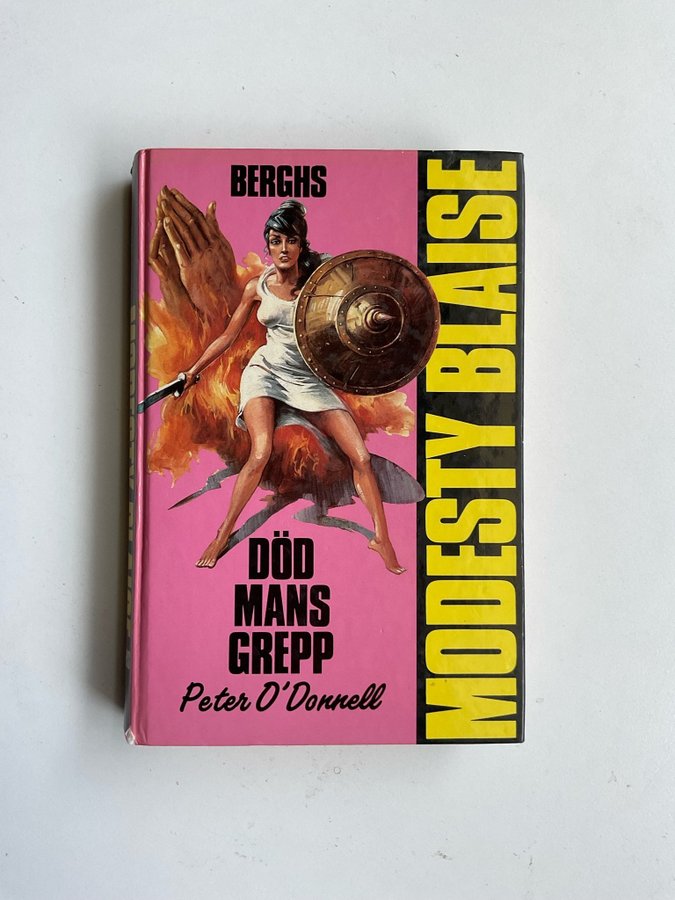 BERGHS
DÖD
MANS
GREPP
Peter O'Donnell
MODESTY BLAISE